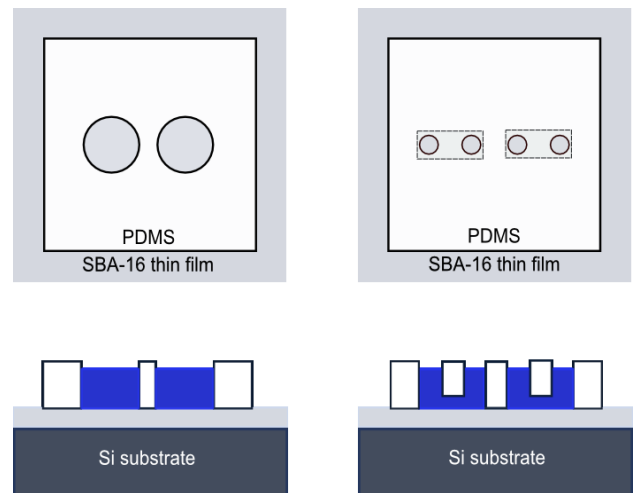 PDMS
SBA-16 thin film
PDMS
SBA-16 thin film
Si substrate
Si substrate